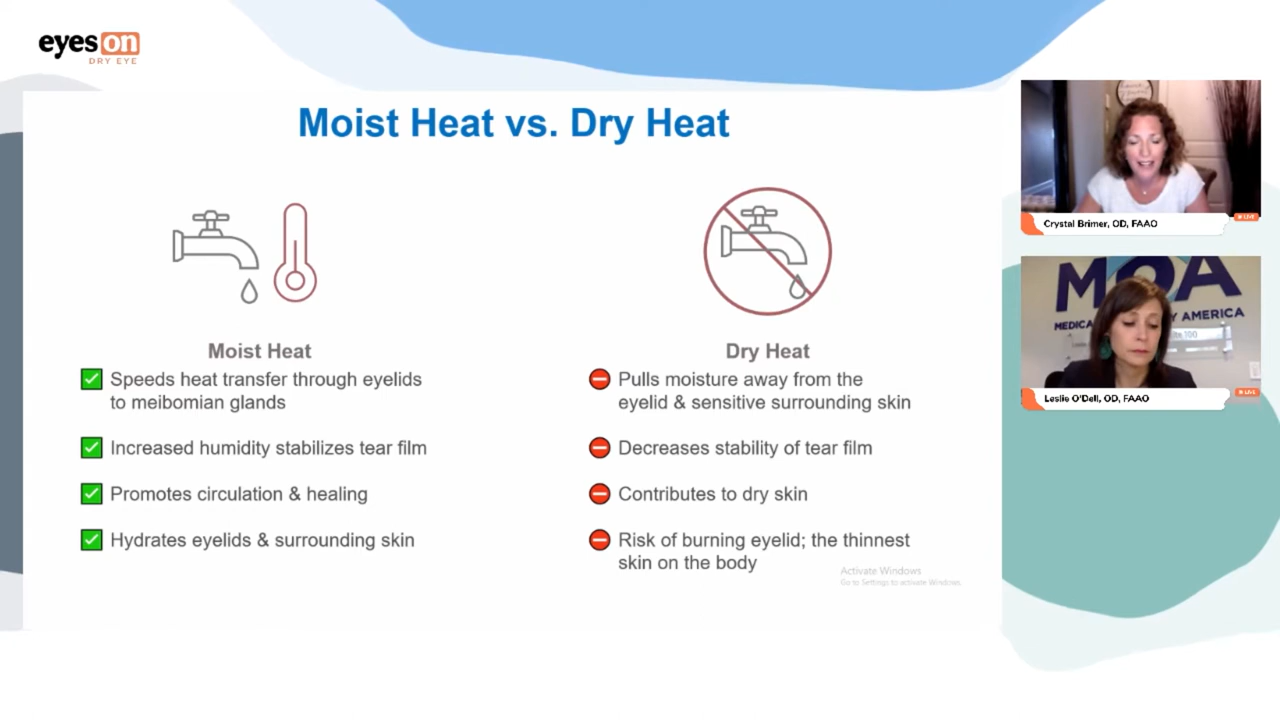 eyes on
DRY EYE
Moist Heat vs. Dry Heat
Moist Heat
Speeds heat transfer through eyelids
to meibomian glands
Increased humidity stabilizes tear film
Promotes circulation & healing
Hydrates eyelids & surrounding skin
Dry Heat
Pulls moisture away from the
eyelid & sensitive surrounding skin
Decreases stability of tear film
Contributes to dry skin
Risk of burning eyelid; the thinnest
skin on the body
Activate Windows
Go to Settings to activate Windows.
Crystal Brimer, OD, FAAO
LIVE
MOA
MEDICA
Y AMERICA
Leslie O'Dell, OD, FAAO
LIVE